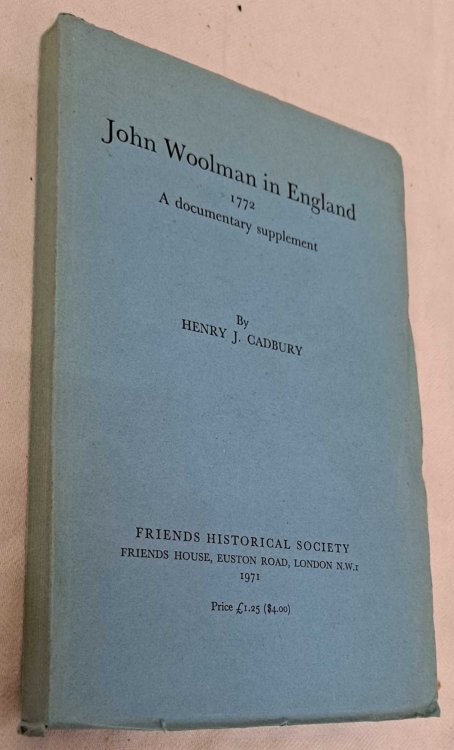 John Woolman in England
1772
A documentary supplement
By
HENRY J. CADBURY
FRIENDS HISTORICAL SOCIETY
FRIENDS HOUSE, EUSTON ROAD, LONDON N.W.1
1971
Price £1.25 ($4.00)